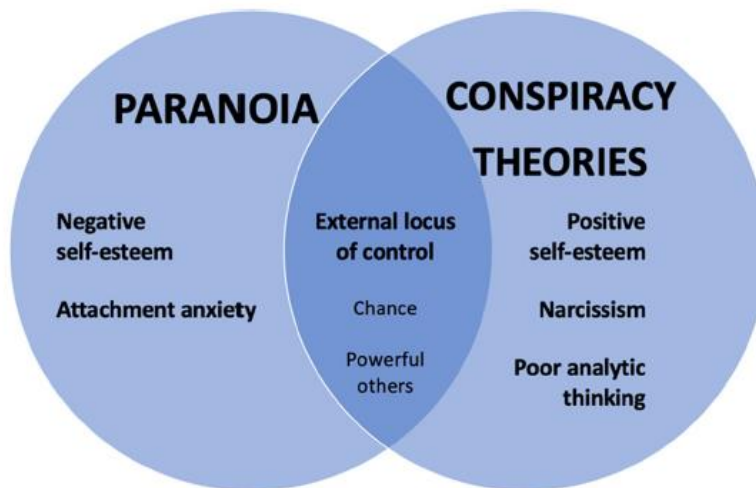 PARANOIA
CONSPIRACY
THEORIES
Negative
self-esteem
Attachment anxiety
External locus
of control
Chance
Powerful
others
Positive
self-esteem
Narcissism
Poor analytic
thinking